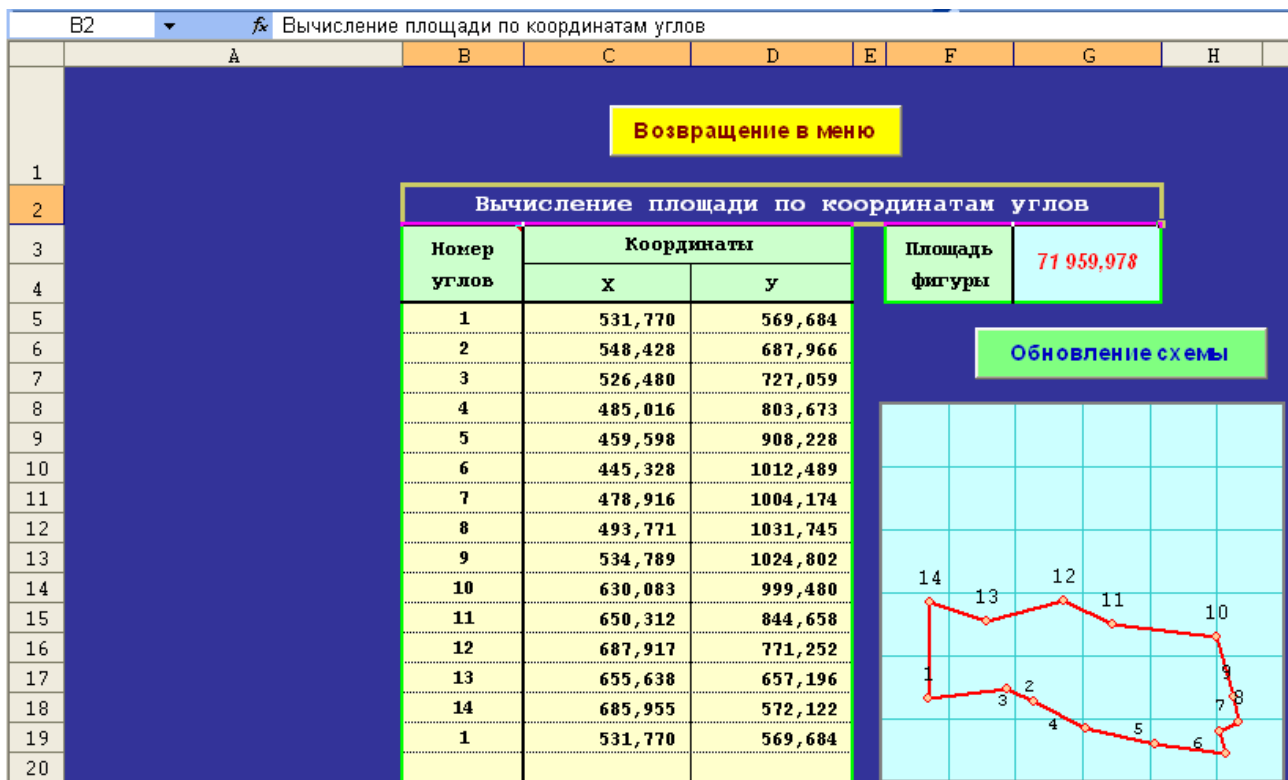 B2 fx Вычисление площади по координатам углов
A B C D E F G H
Возвращение в меню
1
2 Вычисление площади по координатам углов
3 Номер Координаты Площадь 71 959,978
4 углов X У фигуры
5 1 531,770 569,684
6 2 548,428 687,966
Обновление схемы
7 3 526,480 727,059
8 4 485,016 803,673
9 5 459,598 908,228
10 6 445,328 1012,489
11 7 478,916 1004,174
12 8 493,771 1031,745
13 9 534,789 1024,802
14 10 630,083 999,480
15 11 650,312 844,658
16 12 687,917 771,252
17 13 655,638 657,196
18 14 685,955 572,122
19 1 531,770 569,684
20
14 13 12 11 10
1 2 3 4 5 6 7 8 9